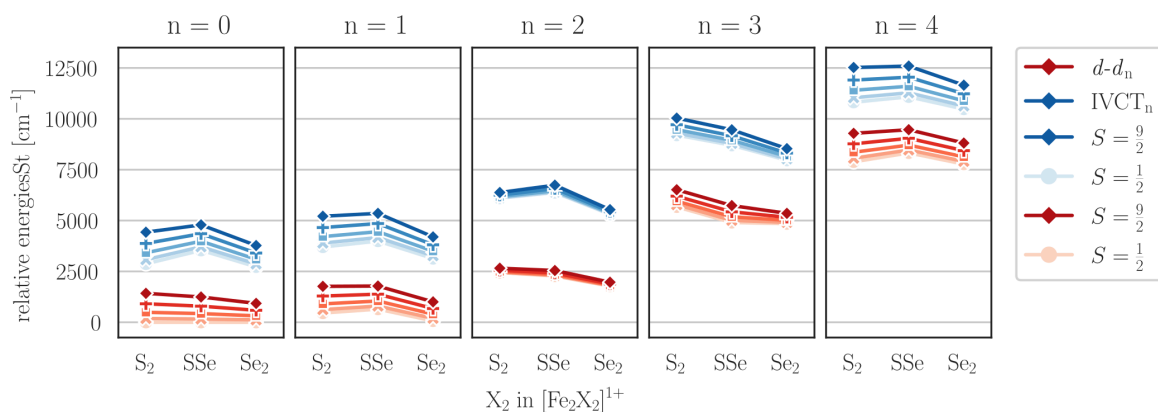 n = 0 n = 1 n = 2 n = 3 n = 4
relative energiesSt [cm⁻¹]
12500
10000
7500
5000
2500
0
S₂ SSe Se₂ S₂ SSe Se₂ S₂ SSe Se₂ S₂ SSe Se₂ S₂ SSe Se₂
X₂ in [Fe₂X₂]¹⁺
d-dₙ
IVCTₙ
S = 9/2
S = 1/2
S = 9/2
S = 1/2